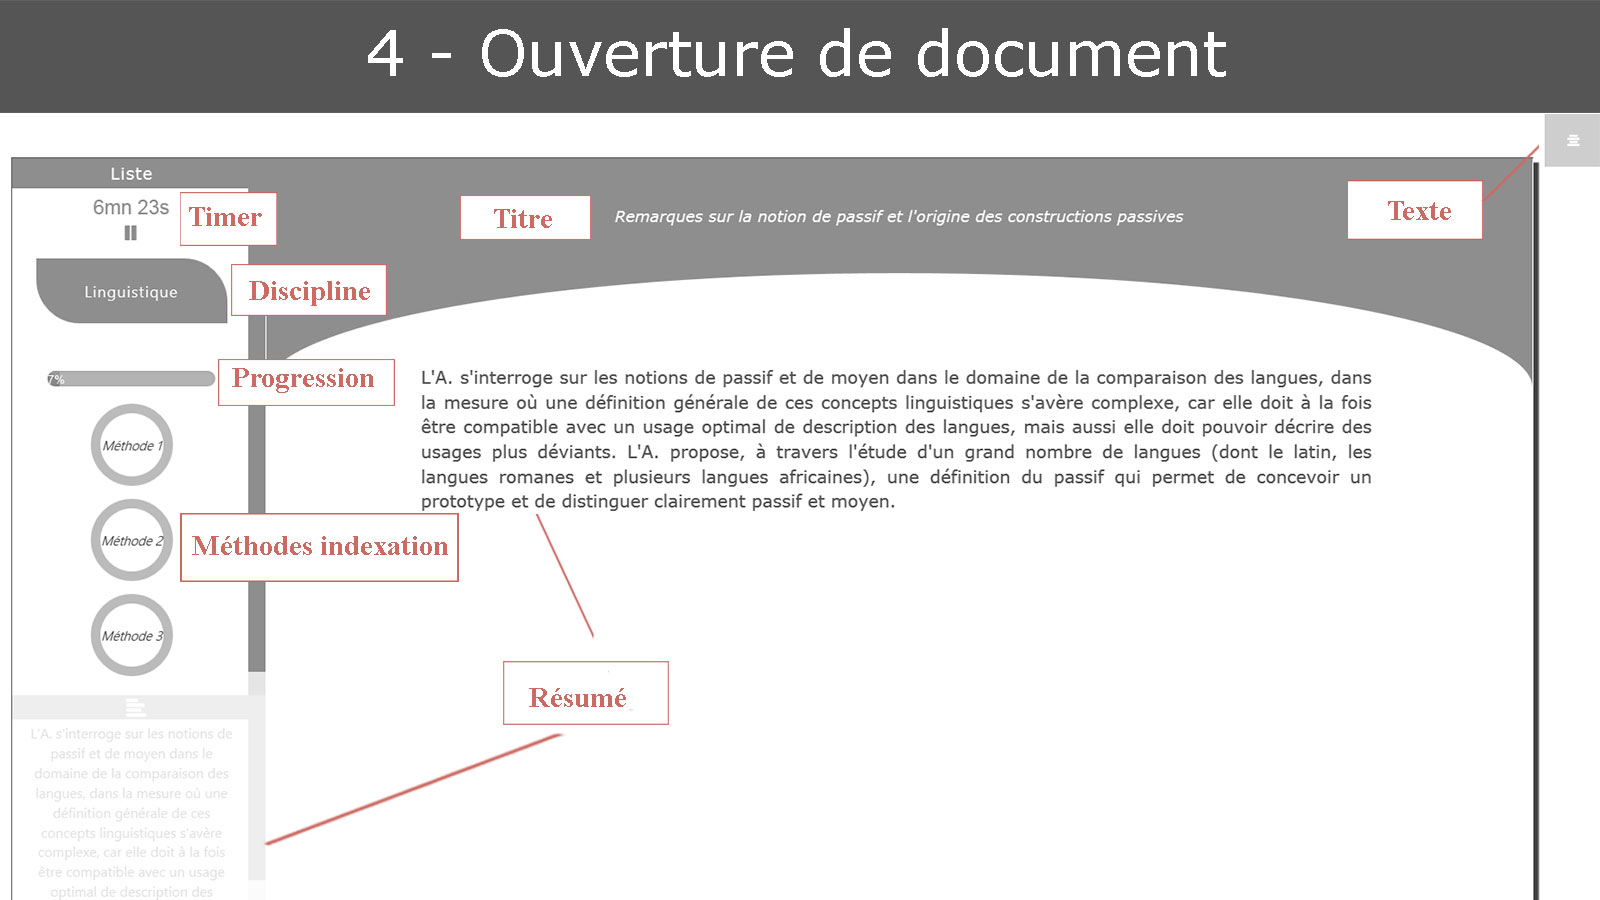 4 - Ouverture de document
Liste
6mn 23s
Timer
Titre
Remarques sur la notion de passif et l'origine des constructions passives
Texte
Linguistique
Discipline
7%
Progression
Méthode 1
Méthode 2
Méthodes indexation
Méthode 3
L'A. s'interroge sur les notions de passif et de moyen dans le domaine de la comparaison des langues, dans
la mesure où une définition générale de ces concepts linguistiques s'avère complexe, car elle doit à la fois
être compatible avec un usage optimal de description des langues, mais aussi elle doit pouvoir décrire des
usages plus déviants. L'A. propose, à travers l'étude d'un grand nombre de langues (dont le latin, les
langues romanes et plusieurs langues africaines), une définition du passif qui permet de concevoir un
prototype et de distinguer clairement passif et moyen.
Résumé
L'A. s'interroge sur les notions de
passif et de moyen dans le
domaine de la comparaison des
langues, dans la mesure où une
définition générale de ces
concepts linguistiques s'avère
complexe, car elle doit à la fois
être compatible avec un usage
optimal de description des